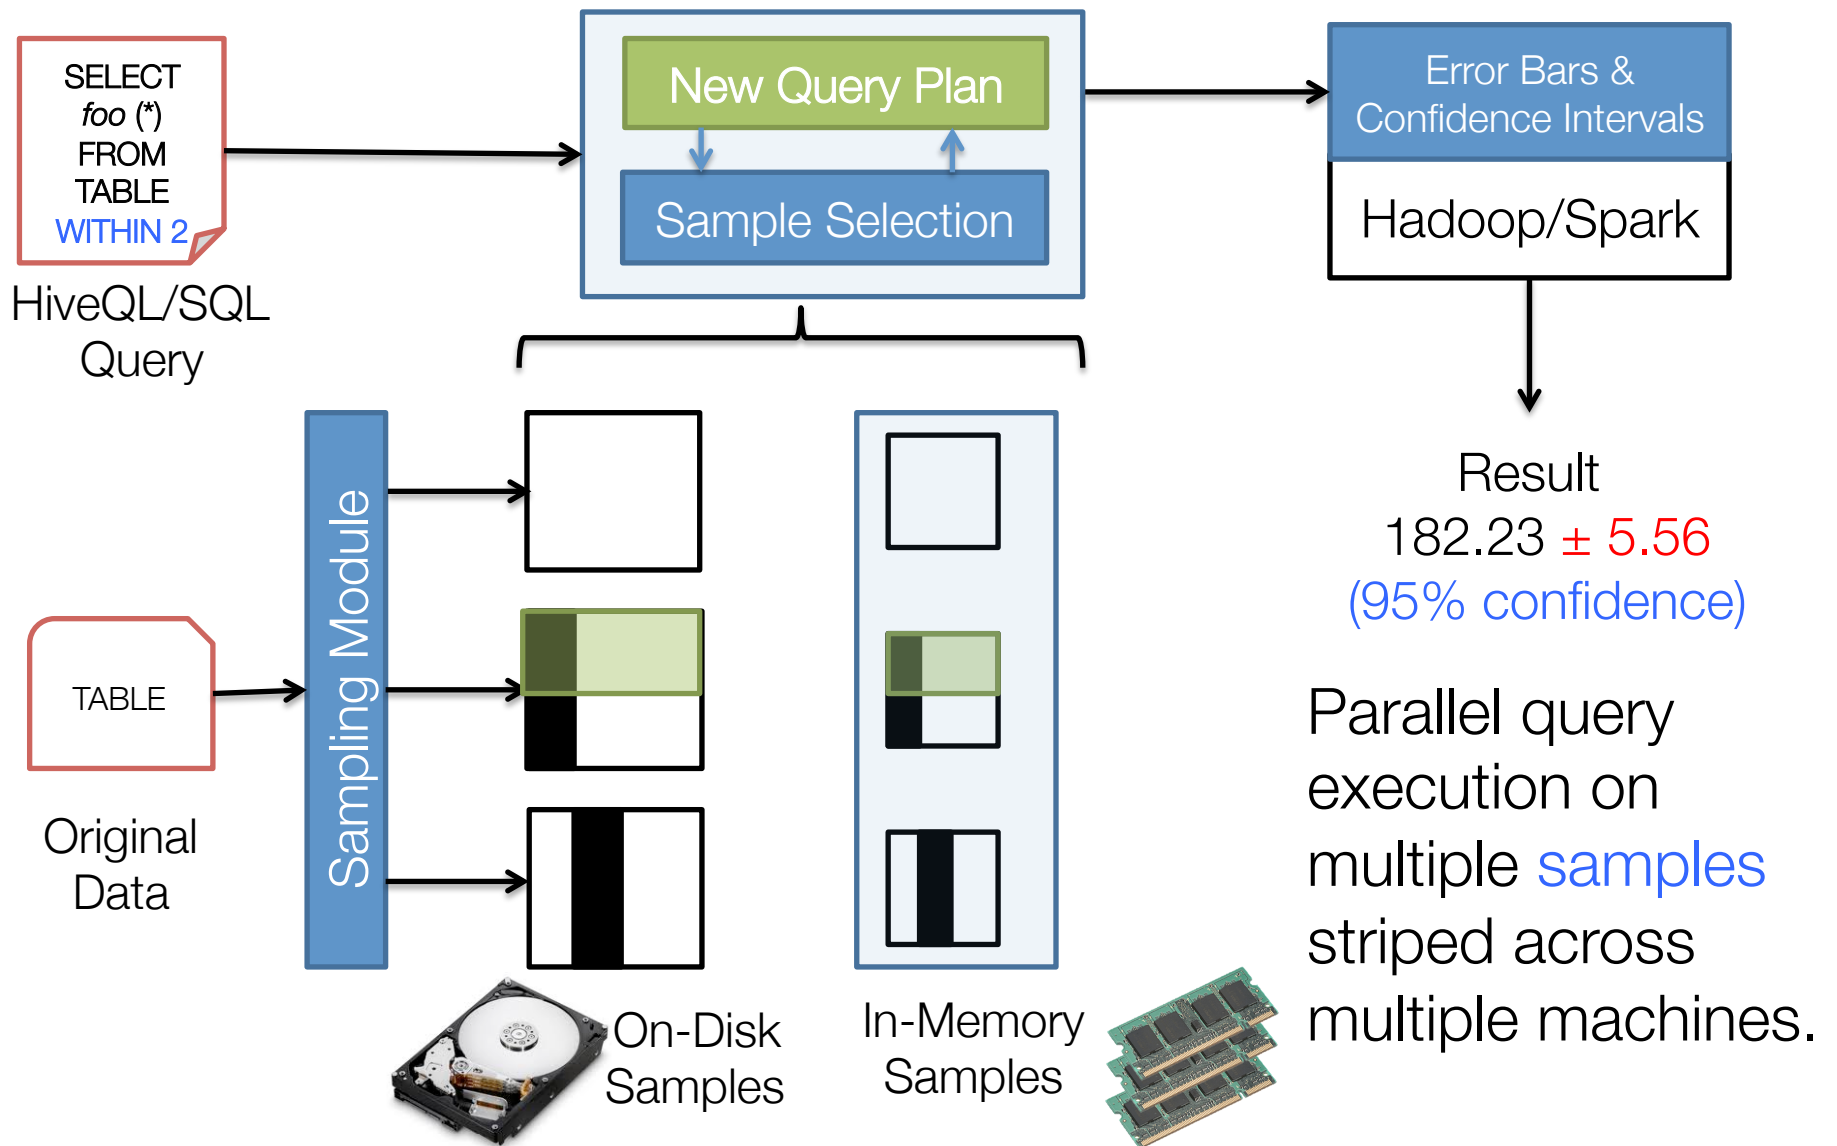 SELECT
foo (*)
FROM
TABLE
WITHIN 2
HiveQL/SQL
Query
New Query Plan
Sample Selection
Error Bars &
Confidence Intervals
Hadoop/Spark
Result
182.23 ± 5.56
(95% confidence)
TABLE
Original
Data
Sampling Module
On-Disk
Samples
In-Memory
Samples
Parallel query
execution on
multiple samples
striped across
multiple machines.